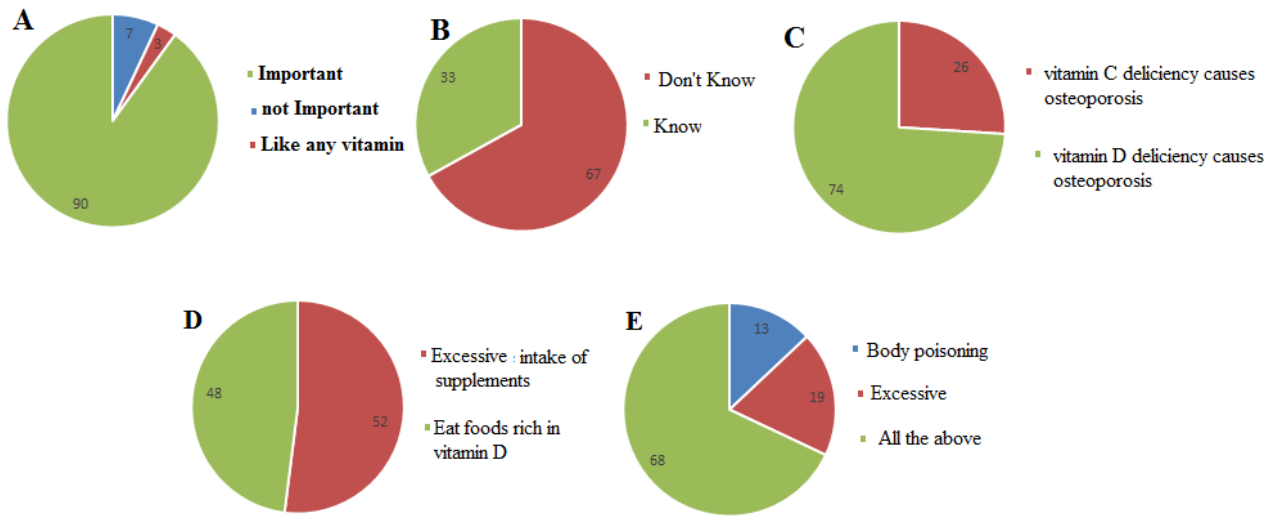 A
7
3
90
Important
not Important
Like any vitamin
B
33
67
Don't Know
Know
C
26
74
vitamin C deficiency causes
osteoporosis
vitamin D deficiency causes
osteoporosis
D
48
52
Excessive : intake of
supplements
Eat foods rich in
vitamin D
E
13
19
68
Body poisoning
Excessive
All the above